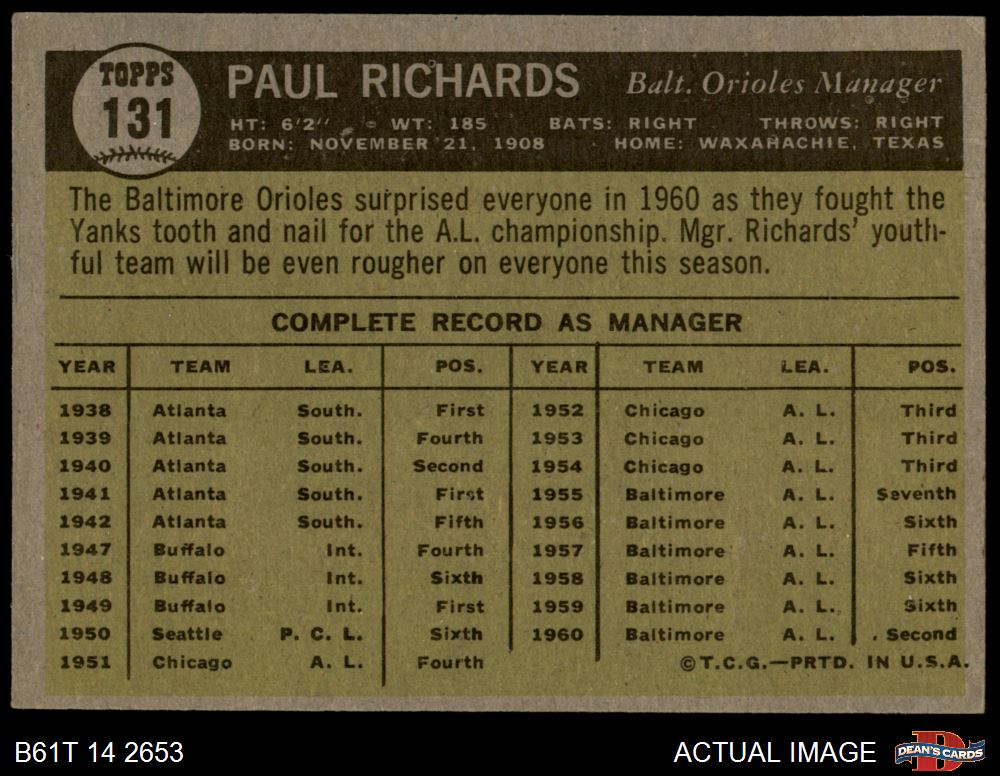 TOPPS
131
PAUL RICHARDS Balt. Orioles Manager
HT: 6'2" WT: 185 BATS: RIGHT THROWS: RIGHT
BORN: NOVEMBER 21, 1908 HOME: WAXAHACHIE, TEXAS
The Baltimore Orioles surprised everyone in 1960 as they fought the
Yanks tooth and nail for the A.L. championship. Mgr. Richards' youth-
ful team will be even rougher on everyone this season.
COMPLETE RECORD AS MANAGER
YEAR TEAM LEA. POS. YEAR TEAM LEA. POS.
1938 Atlanta South. First 1952 Chicago A. L. Third
1939 Atlanta South. Fourth 1953 Chicago A. L. Third
1940 Atlanta South. Second 1954 Chicago A. L. Third
1941 Atlanta South. First 1955 Baltimore A. L. Seventh
1942 Atlanta South. Fifth 1956 Baltimore A. L. Sixth
1947 Buffalo Int. Fourth 1957 Baltimore A. L. Fifth
1948 Buffalo Int. Sixth 1958 Baltimore A. L. Sixth
1949 Buffalo Int. First 1959 Baltimore A. L. Sixth
1950 Seattle P. C. L. Sixth 1960 Baltimore A. L. Second
1951 Chicago A. L. Fourth ©T.C.G.—PRTD. IN U.S.A.
B61T 14 2653 ACTUAL IMAGE DEAN'S CARDS